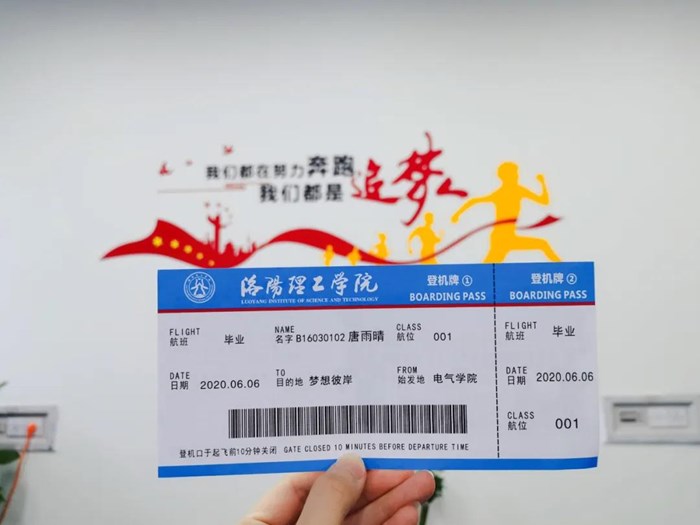 我们都在努力奔跑
我们都是追梦人
洛阳理工学院
LUOYANG INSTITUTE OF SCIENCE AND TECHNOLOGY
登机牌①
BOARDING PASS
登机牌②
BOARDING PASS
FLIGHT
航班 毕业
NAME
名字 B16030102 唐雨晴
CLASS
航位 001
FLIGHT
航班 毕业
DATE
日期 2020.06.06
TO
目的地 梦想彼岸
FROM
始发地 电气学院
DATE
日期 2020.06.06
CLASS
航位 001
登机口于起飞前10分钟关闭 GATE CLOSED 10 MINUTES BEFORE DEPARTURE TIME